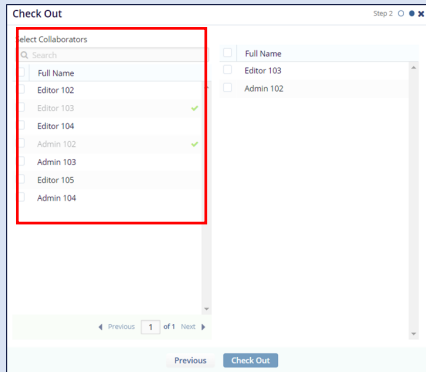 Check Out
Step 2
Select Collaborators
Search
Full Name
Editor 102
Editor 103
Editor 104
Admin 102
Admin 103
Editor 105
Admin 104
Previous 1 of 1 Next
Full Name
Editor 103
Admin 102
Previous Check Out